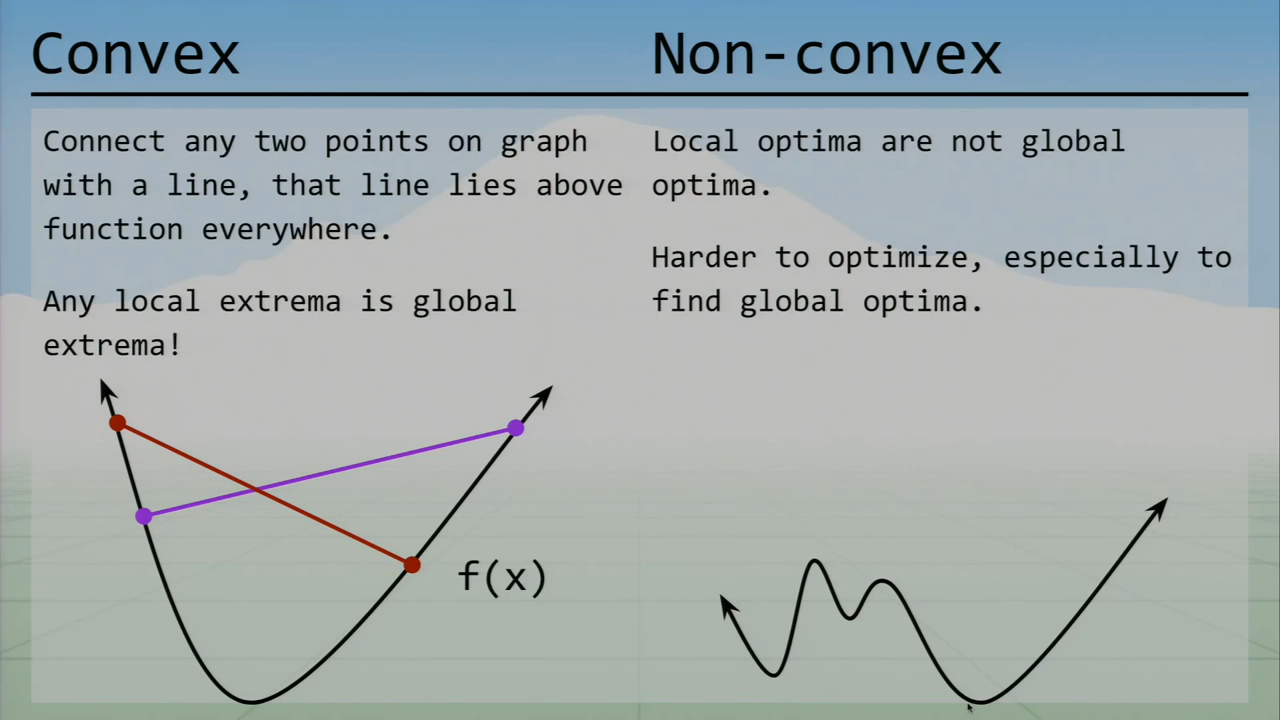 Convex
Connect any two points on graph
with a line, that line lies above
function everywhere.
Any local extrema is global
extrema!
f(x)
Non-convex
Local optima are not global
optima.
Harder to optimize, especially to
find global optima.